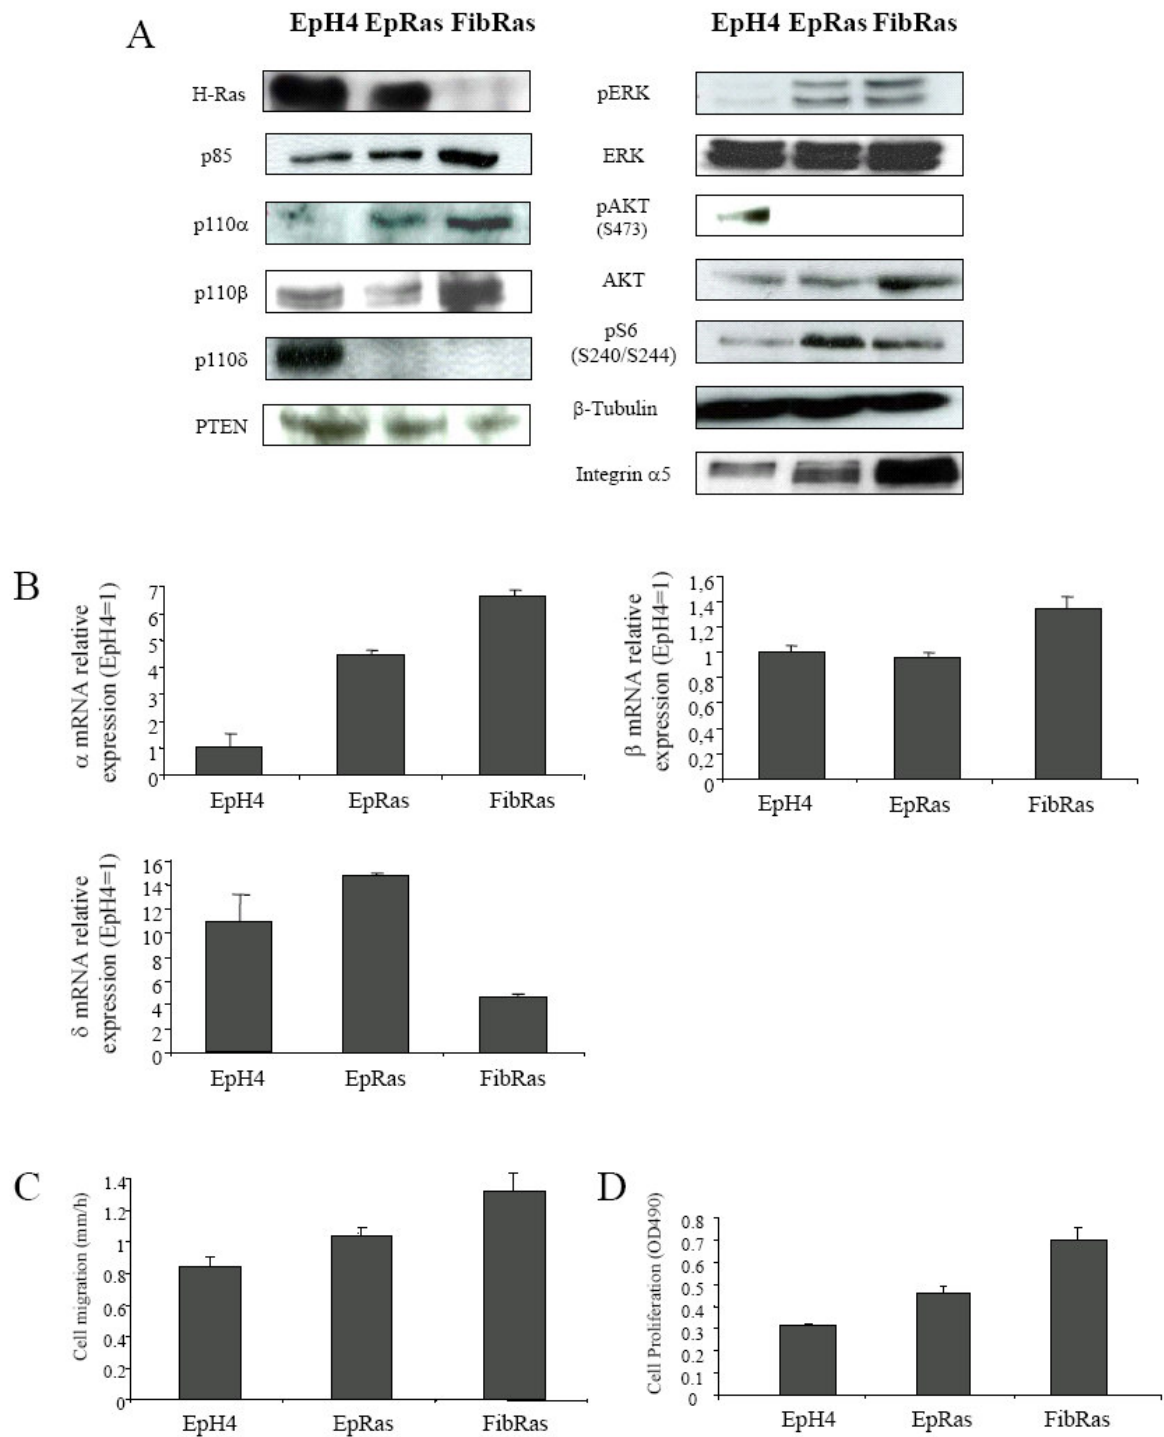 A
EpH4 EpRas FibRas
H-Ras
p85
p110α
p110β
p110δ
PTEN
EpH4 EpRas FibRas
pERK
ERK
pAKT
(S473)
AKT
pS6
(S240/S244)
β-Tubulin
Integrin α5
B
α mRNA relative
expression (EpH4=1)
7
6
5
4
3
2
1
0
EpH4 EpRas FibRas
β mRNA relative
expression (EpH4=1)
1,6
1,4
1,2
1
0,8
0,6
0,4
0,2
0
EpH4 EpRas FibRas
δ mRNA relative
expression (EpH4=1)
16
14
12
10
8
6
4
2
0
EpH4 EpRas FibRas
C
Cell migration (mm/h)
1.4
1.2
1
0.8
0.6
0.4
0.2
0
EpH4 EpRas FibRas
D
Cell Proliferation (OD490)
0.8
0.7
0.6
0.5
0.4
0.3
0.2
0.1
0
EpH4 EpRas FibRas